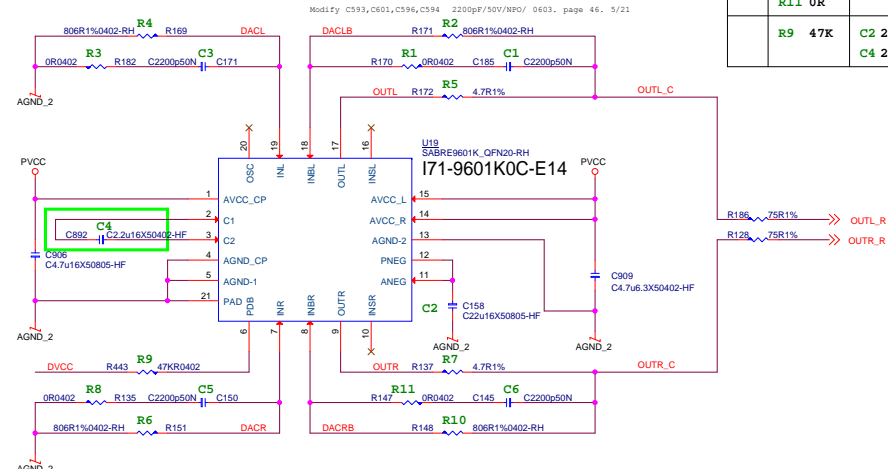 Modify C593,C601,C596,C594 2200pF/50V/NPO/ 0603. page 46. 5/21
R11 0R
R9 47K C2 2
C4 2
806R1%0402-RH R4 R169 DACL
DACLB R171 R2 806R1%0402-RH
R3 C3
0R0402 R182 C2200p50N C171
R1 C1
R170 0R0402 C185 C2200p50N
R5
OUTL R172 4.7R1% OUTL_C
AGND_2
20 19 18 17 16
OSC INL INBL OUTL INSL
U19
SABRE9601K_QFN20-RH
I71-9601K0C-E14
PVCC
PVCC
1 AVCC_CP AVCC_L 15
2 C1 AVCC_R 14
3 C2 AGND-2 13
4 AGND_CP PNEG 12
5 AGND-1 ANEG 11
21 PAD
PDB INR INBR OUTR INSR
6 7 8 9 10
C4
C892 C2.2u16X50402-HF
C906
C4.7u16X50805-HF
C2 C158
C22u16X50805-HF
C909
C4.7u6.3X50402-HF
R186 75R1% OUTL_R
R128 75R1% OUTR_R
AGND_2
AGND_2
AGND_2
R9
DVCC R443 47KR0402
R7
OUTR R137 4.7R1% OUTR_C
R8 C5
0R0402 R135 C2200p50N C150
R11 C6
R147 0R0402 C145 C2200p50N
R6
806R1%0402-RH R151 DACR
R10
DACRB R148 806R1%0402-RH
AGND_2